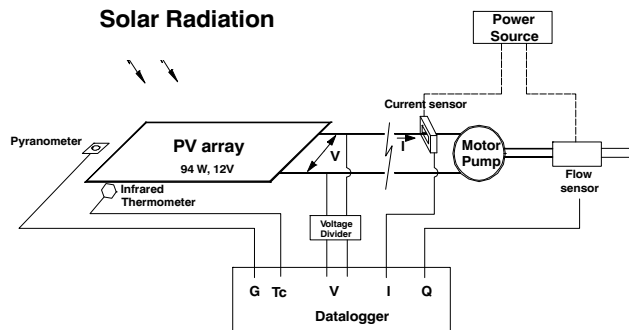 Solar Radiation
Power
Source
Current sensor
Pyranometer
PV array
94 W, 12V
V
I
Motor
Pump
Flow
sensor
Infrared
Thermometer
Voltage
Divider
G Tc V I Q
Datalogger